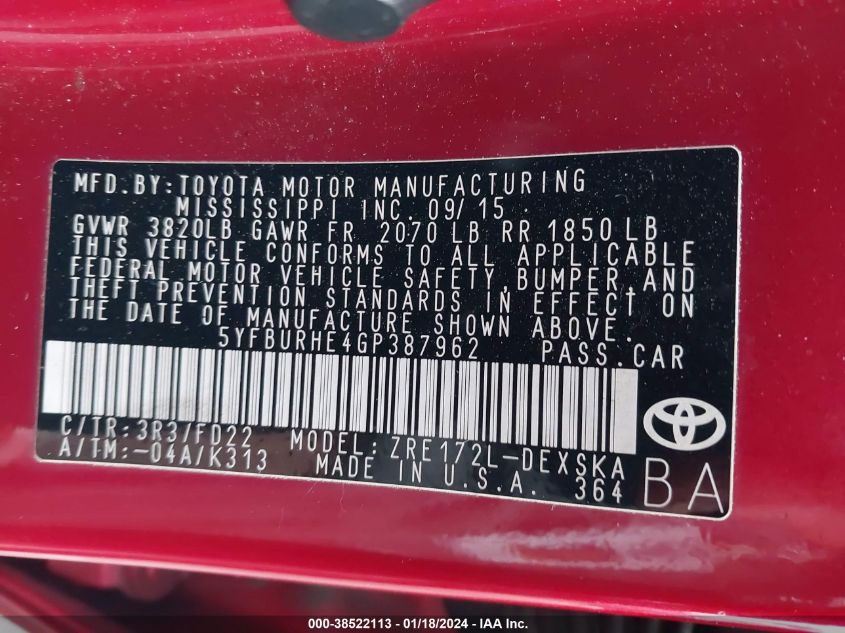 MFD.BY:TOYOTA MOTOR MANUFACTURING
MISSISSIPPI INC. 09/15
GVWR 3820LB GAWR FR 2070 LB RR 1850 LB
THIS VEHICLE CONFORMS TO ALL APPLICABLE
FEDERAL MOTOR VEHICLE SAFETY,BUMPER,AND
THEFT PREVENTION STANDARDS IN EFFECT ON
THE DATE OF MANUFACTURE SHOWN ABOVE.
5YFBURHE4GP387962 PASS.CAR
C/TR:3R3/FD22 MODEL:ZRE172L-DEXSKA
A/TM:-04A/K313 MADE IN U.S.A. 364
BA
000-38522113 - 01/18/2024 - IAA Inc.